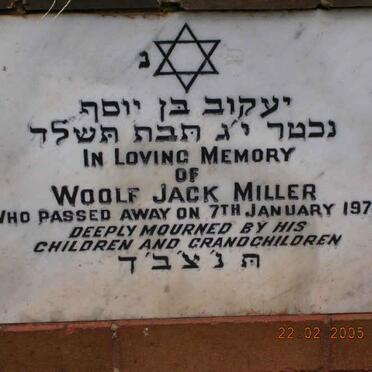 נ
יעקוב בן יוסף
נפטר י'ג תבת תשלד
IN LOVING MEMORY
OF
WOOLF JACK MILLER
WHO PASSED AWAY ON 7TH JANUARY 197
DEEPLY MOURNED BY HIS
CHILDREN AND GRANDCHILDREN
ת'נ'צ'ב'ה
22 02 2005